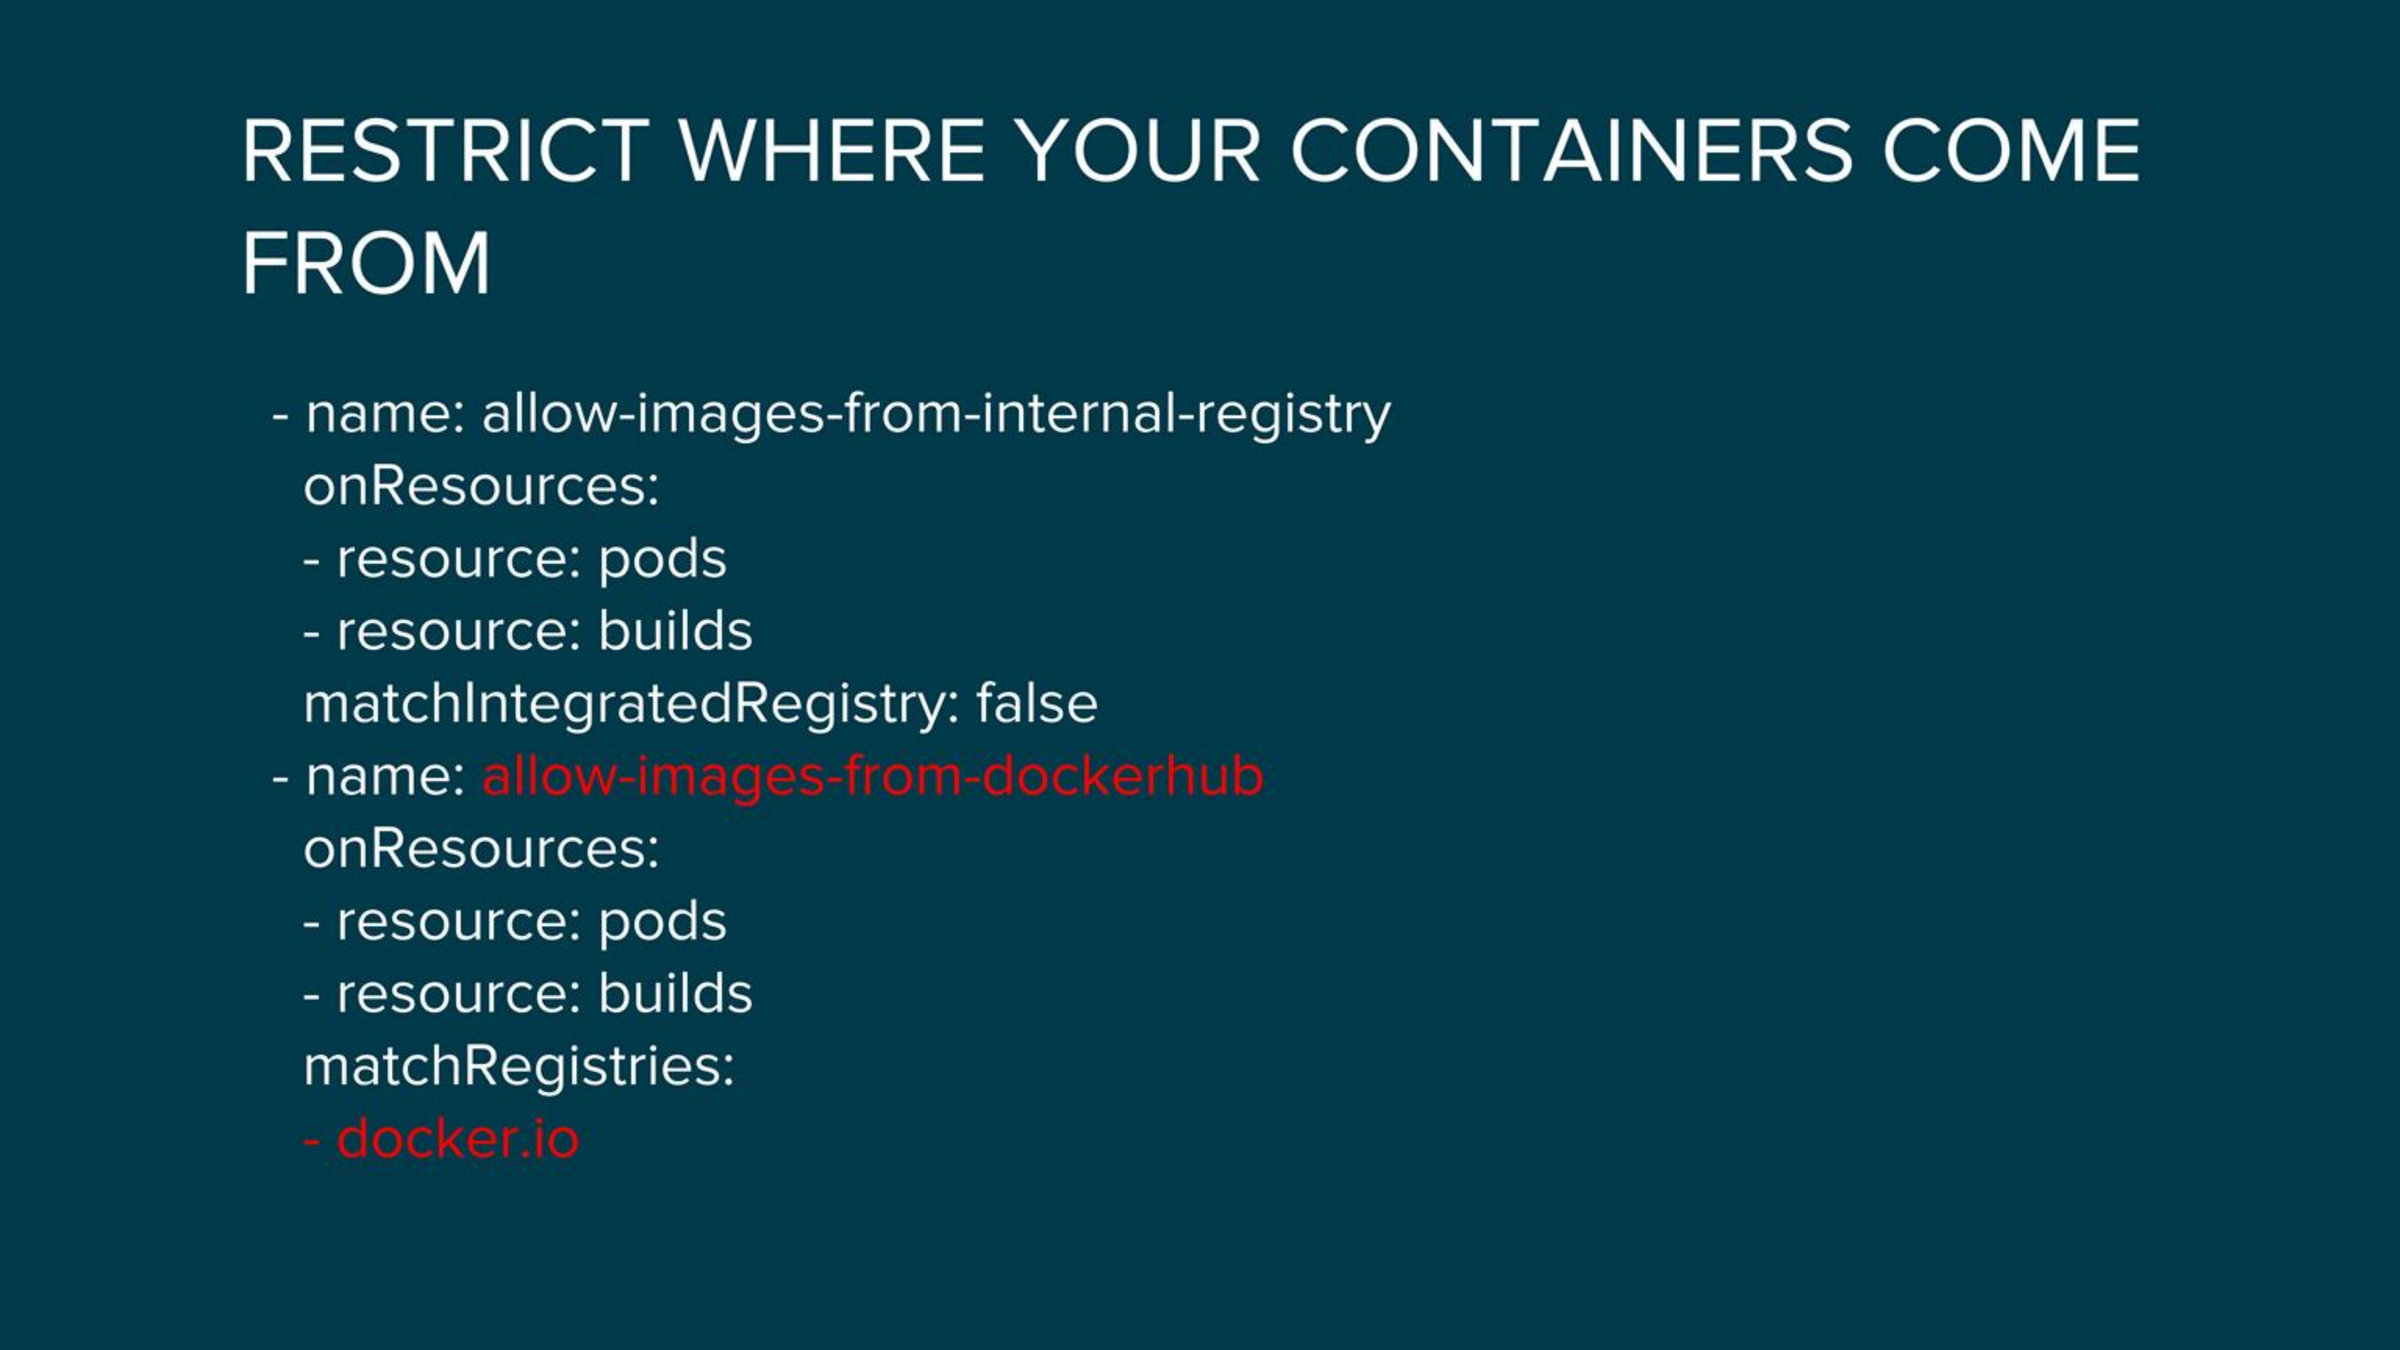 RESTRICT WHERE YOUR CONTAINERS COME
FROM
- name: allow-images-from-internal-registry
onResources:
- resource: pods
- resource: builds
matchIntegratedRegistry: false
- name: allow-images-from-dockerhub
onResources:
- resource: pods
- resource: builds
matchRegistries:
- docker.io